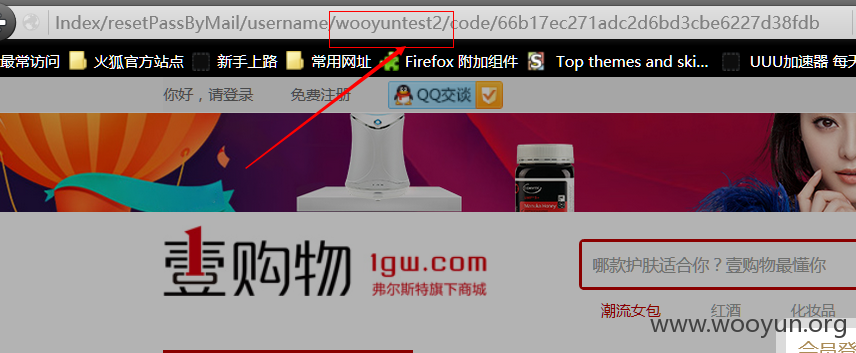 Index/resetPassByMail/username/wooyuntest2/code/66b17ec271adc2d6bd3cbe6227d38fdb
最常访问 火狐官方站点 新手上路 常用网址 Firefox 附加组件 Top themes and ski... UUU加速器 每天
你好，请登录 免费注册 QQ交谈
壹购物 1gw.com
弗尔斯特旗下商城
哪款护肤适合你？壹购物最懂你
潮流女包 红酒 化妆品
www.wooyun.org
会员登